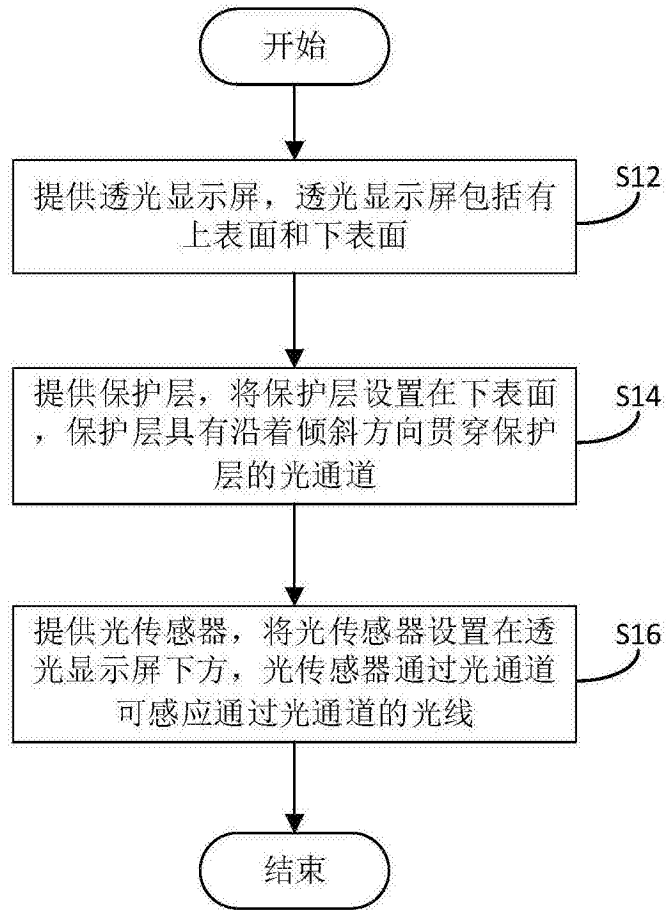 开始
提供透光显示屏，透光显示屏包括有
上表面和下表面
S12
提供保护层，将保护层设置在下表面
，保护层具有沿着倾斜方向贯穿保护
层的光通道
S14
提供光传感器，将光传感器设置在透
光显示屏下方，光传感器通过光通道
可感应通过光通道的光线
S16
结束